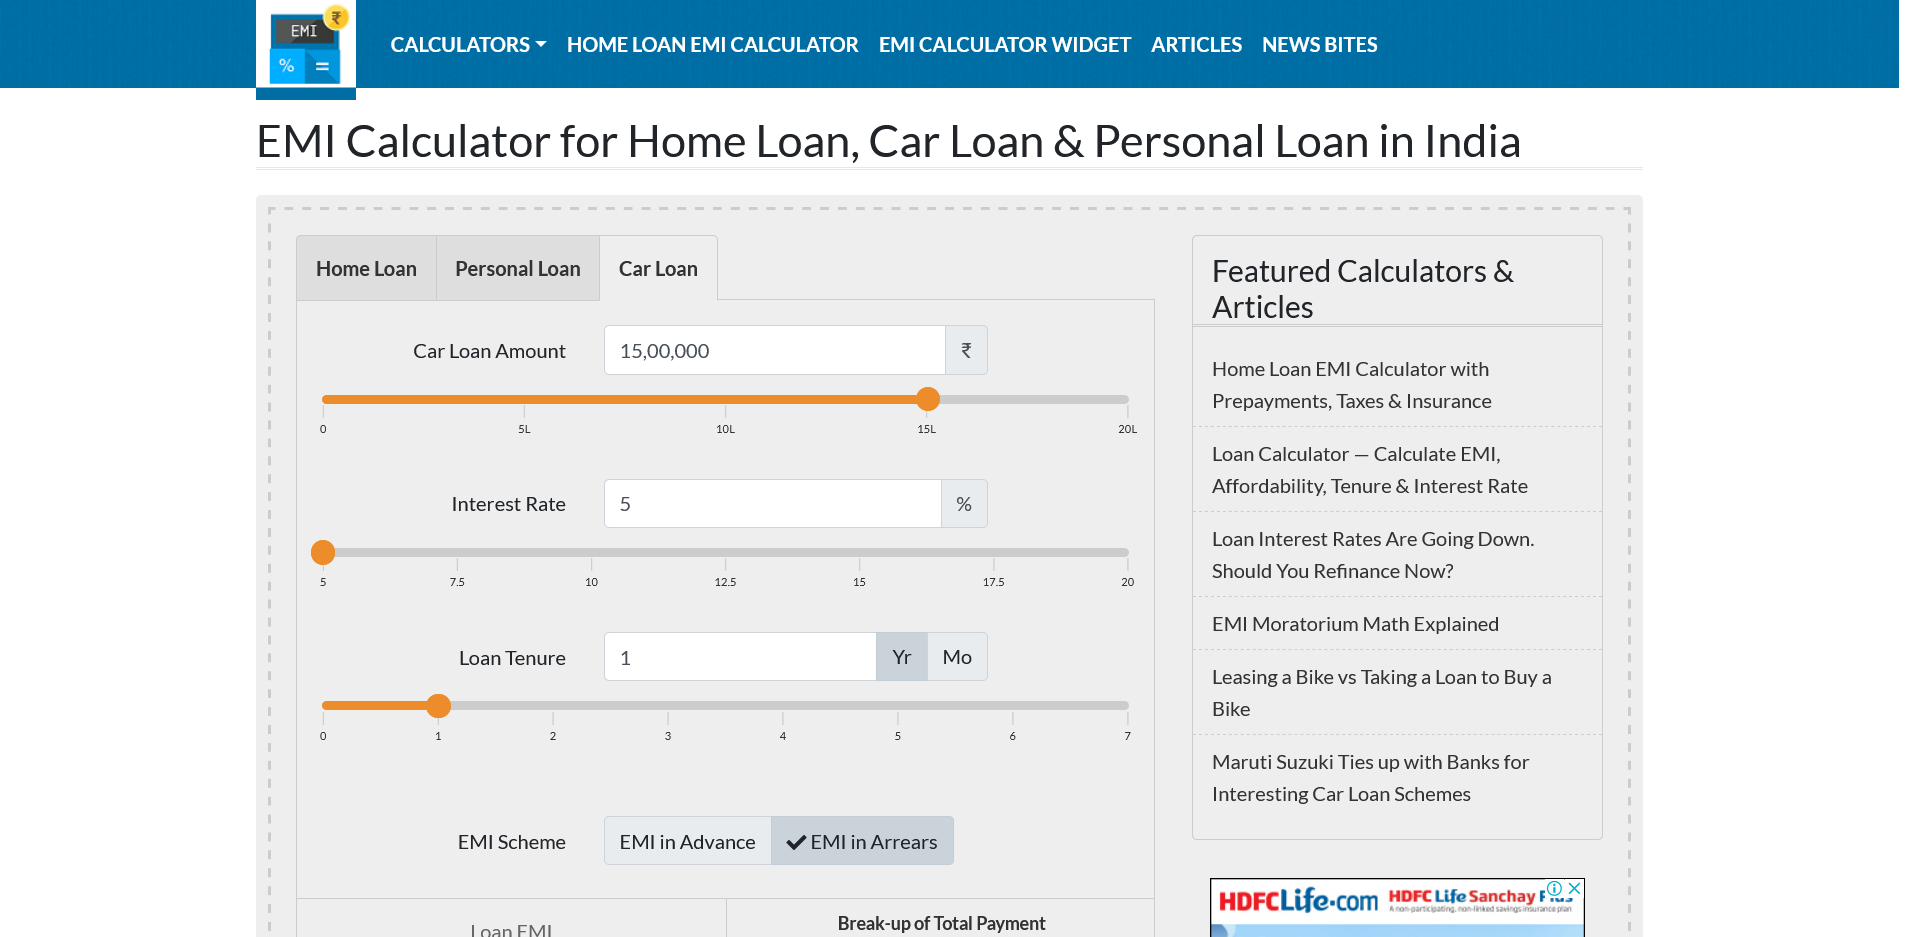 EMI
₹
%
=
CALCULATORS
HOME LOAN EMI CALCULATOR
EMI CALCULATOR WIDGET
ARTICLES
NEWS BITES
EMI Calculator for Home Loan, Car Loan & Personal Loan in India
Home Loan
Personal Loan
Car Loan
Car Loan Amount
15,00,000
₹
0
5L
10L
15L
20L
Interest Rate
5
%
5
7.5
10
12.5
15
17.5
20
Loan Tenure
1
Yr
Mo
0
1
2
3
4
5
6
7
EMI Scheme
EMI in Advance
EMI in Arrears
Loan EMI
Break-up of Total Payment
Featured Calculators &
Articles
Home Loan EMI Calculator with
Prepayments, Taxes & Insurance
Loan Calculator — Calculate EMI,
Affordability, Tenure & Interest Rate
Loan Interest Rates Are Going Down.
Should You Refinance Now?
EMI Moratorium Math Explained
Leasing a Bike vs Taking a Loan to Buy a
Bike
Maruti Suzuki Ties up with Banks for
Interesting Car Loan Schemes
HDFCLife.com
HDFC Life Sanchay Plus
A non-participating, non-linked savings insurance plan